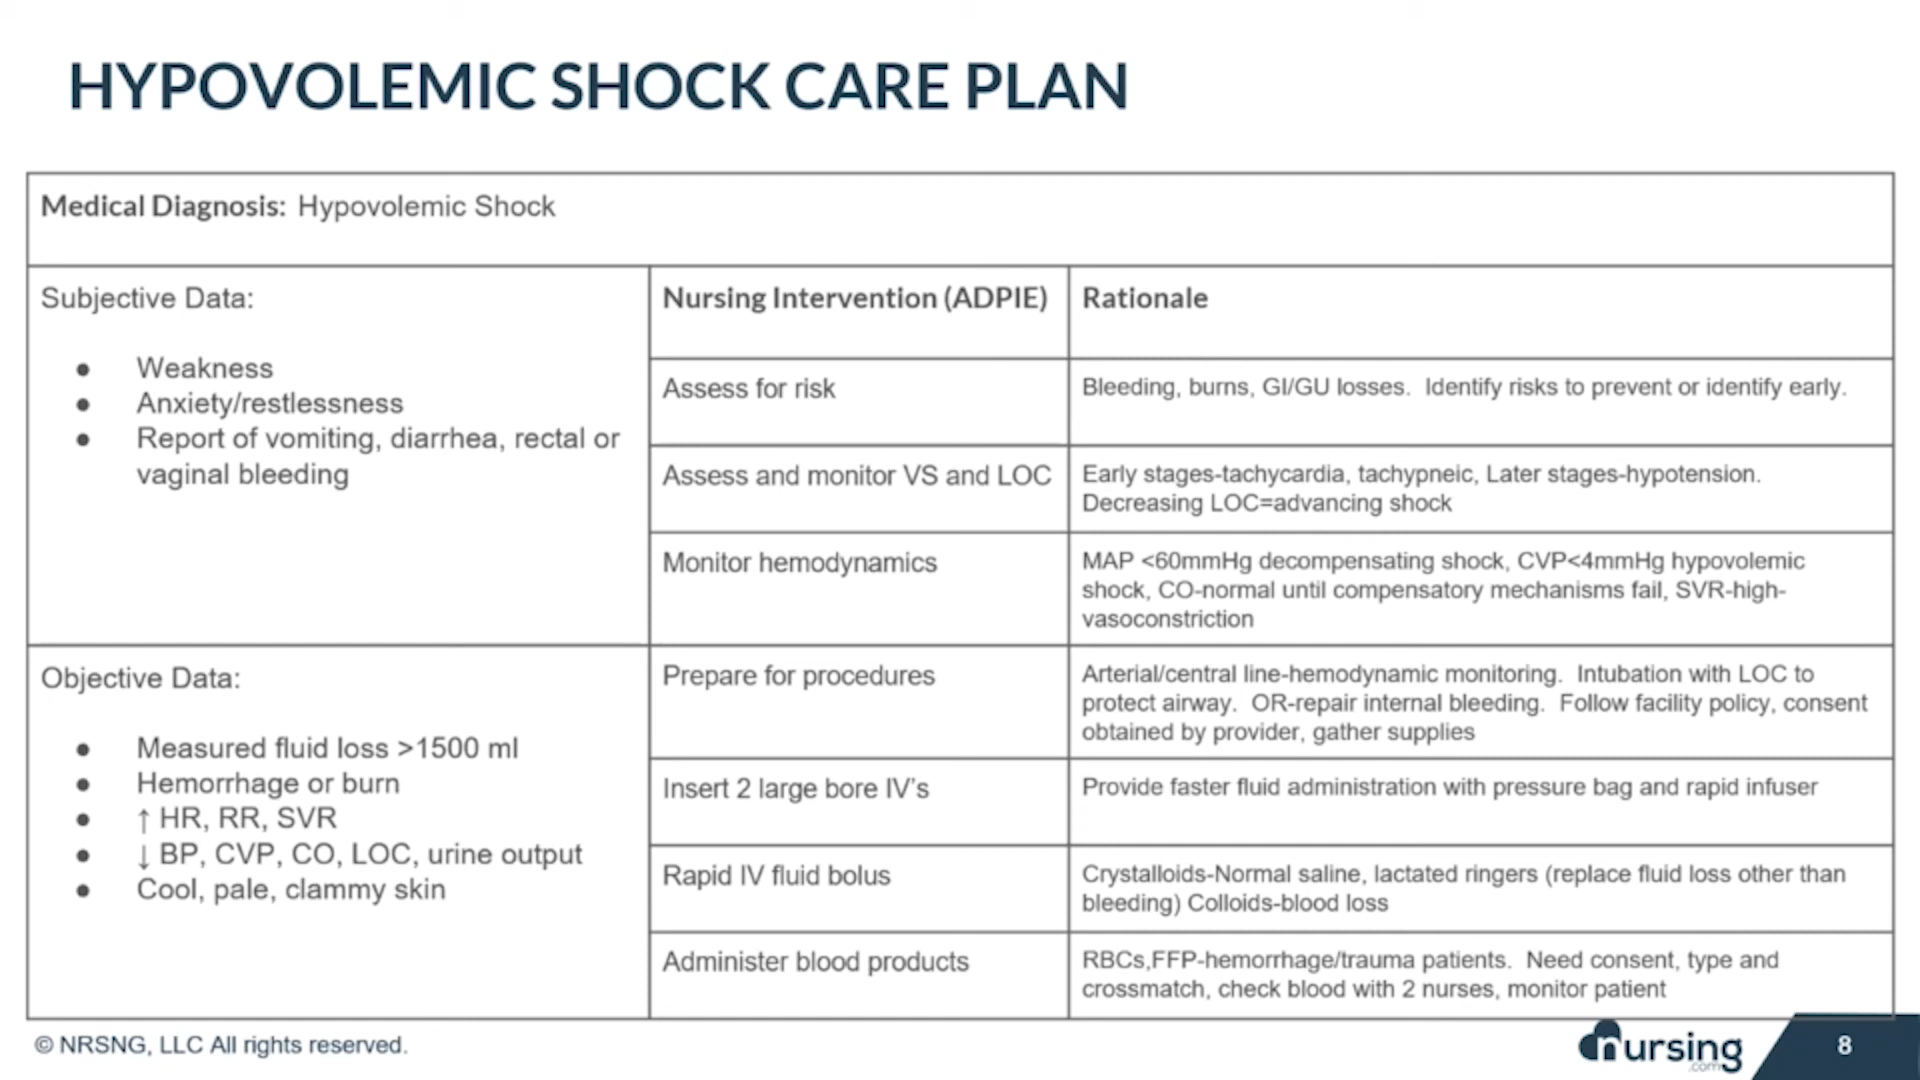 HYPOVOLEMIC SHOCK CARE PLAN
Medical Diagnosis: Hypovolemic Shock
Subjective Data:
● Weakness
● Anxiety/restlessness
● Report of vomiting, diarrhea, rectal or
vaginal bleeding
Objective Data:
● Measured fluid loss >1500 ml
● Hemorrhage or burn
● ↑ HR, RR, SVR
● ↓ BP, CVP, CO, LOC, urine output
● Cool, pale, clammy skin
Nursing Intervention (ADPIE)
Rationale
Assess for risk
Bleeding, burns, GI/GU losses.  Identify risks to prevent or identify early.
Assess and monitor VS and LOC
Early stages-tachycardia, tachypneic, Later stages-hypotension.
Decreasing LOC=advancing shock
Monitor hemodynamics
MAP <60mmHg decompensating shock, CVP<4mmHg hypovolemic
shock, CO-normal until compensatory mechanisms fail, SVR-high-
vasoconstriction
Prepare for procedures
Arterial/central line-hemodynamic monitoring.  Intubation with LOC to
protect airway.  OR-repair internal bleeding.  Follow facility policy, consent
obtained by provider, gather supplies
Insert 2 large bore IV's
Provide faster fluid administration with pressure bag and rapid infuser
Rapid IV fluid bolus
Crystalloids-Normal saline, lactated ringers (replace fluid loss other than
bleeding) Colloids-blood loss
Administer blood products
RBCs,FFP-hemorrhage/trauma patients.  Need consent, type and
crossmatch, check blood with 2 nurses, monitor patient
© NRSNG, LLC All rights reserved.
nursing
.com
8